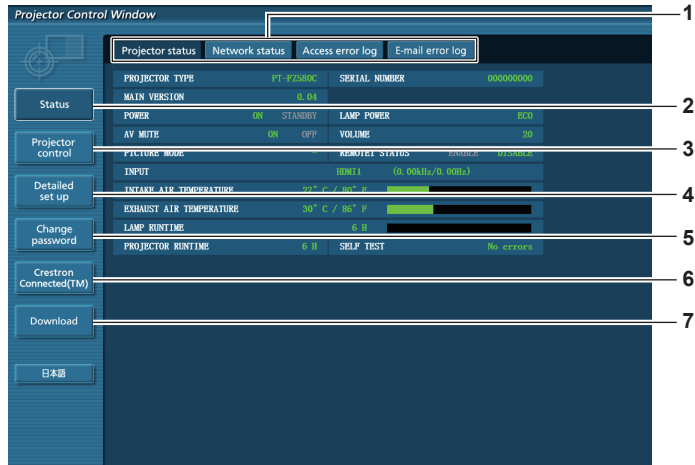 Projector Control Window
1
Projector status Network status Access error log E-mail error log
PROJECTOR TYPE PT-FZ580C SERIAL NUMBER 000000000
MAIN VERSION 0.04
Status
2
POWER ON STANDBY LAMP POWER ECO
AV MUTE ON OFF VOLUME 20
Projector control
3
PICTURE MODE - REMOTE1 STATUS ENABLE DISABLE
INPUT HDMI1 (0.00kHz/0.00Hz)
Detailed set up
4
INTAKE AIR TEMPERATURE 27° C / 80° F
EXHAUST AIR TEMPERATURE 30° C / 86° F
LAMP RUNTIME 6 H
Change password
5
PROJECTOR RUNTIME 6 H SELF TEST No errors
Crestron Connected(TM)
6
Download
7
日本語